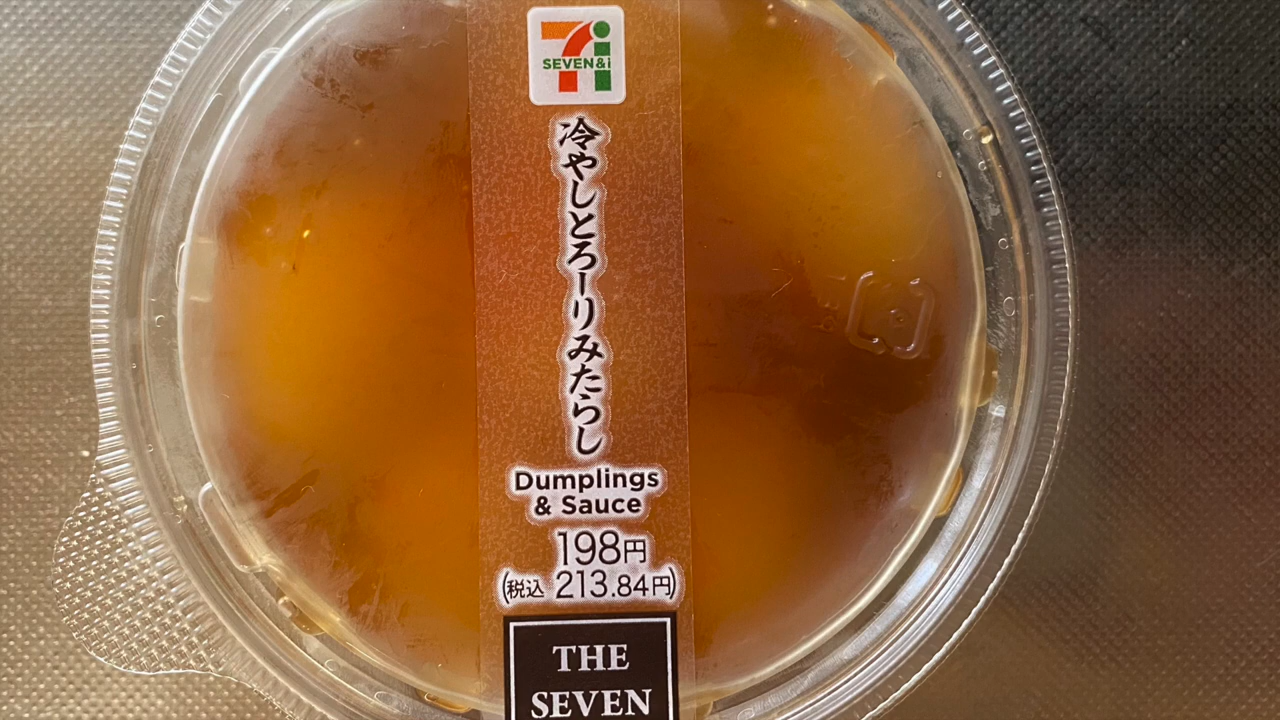 SEVEN&i
冷やしとろーりみたらし
Dumplings
& Sauce
198円
(税込 213.84円)
THE
SEVEN